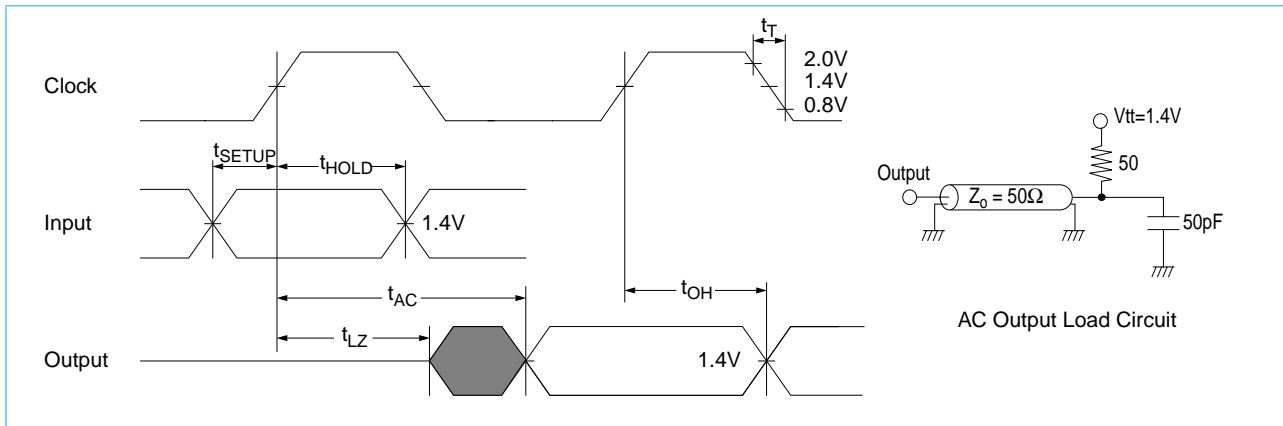 tT
2.0V
1.4V
0.8V
Clock
tSETUP
tHOLD
Input
1.4V
tAC
tOH
tLZ
Output
1.4V
Vtt=1.4V
50
Output
Zo = 50Ω
50pF
AC Output Load Circuit